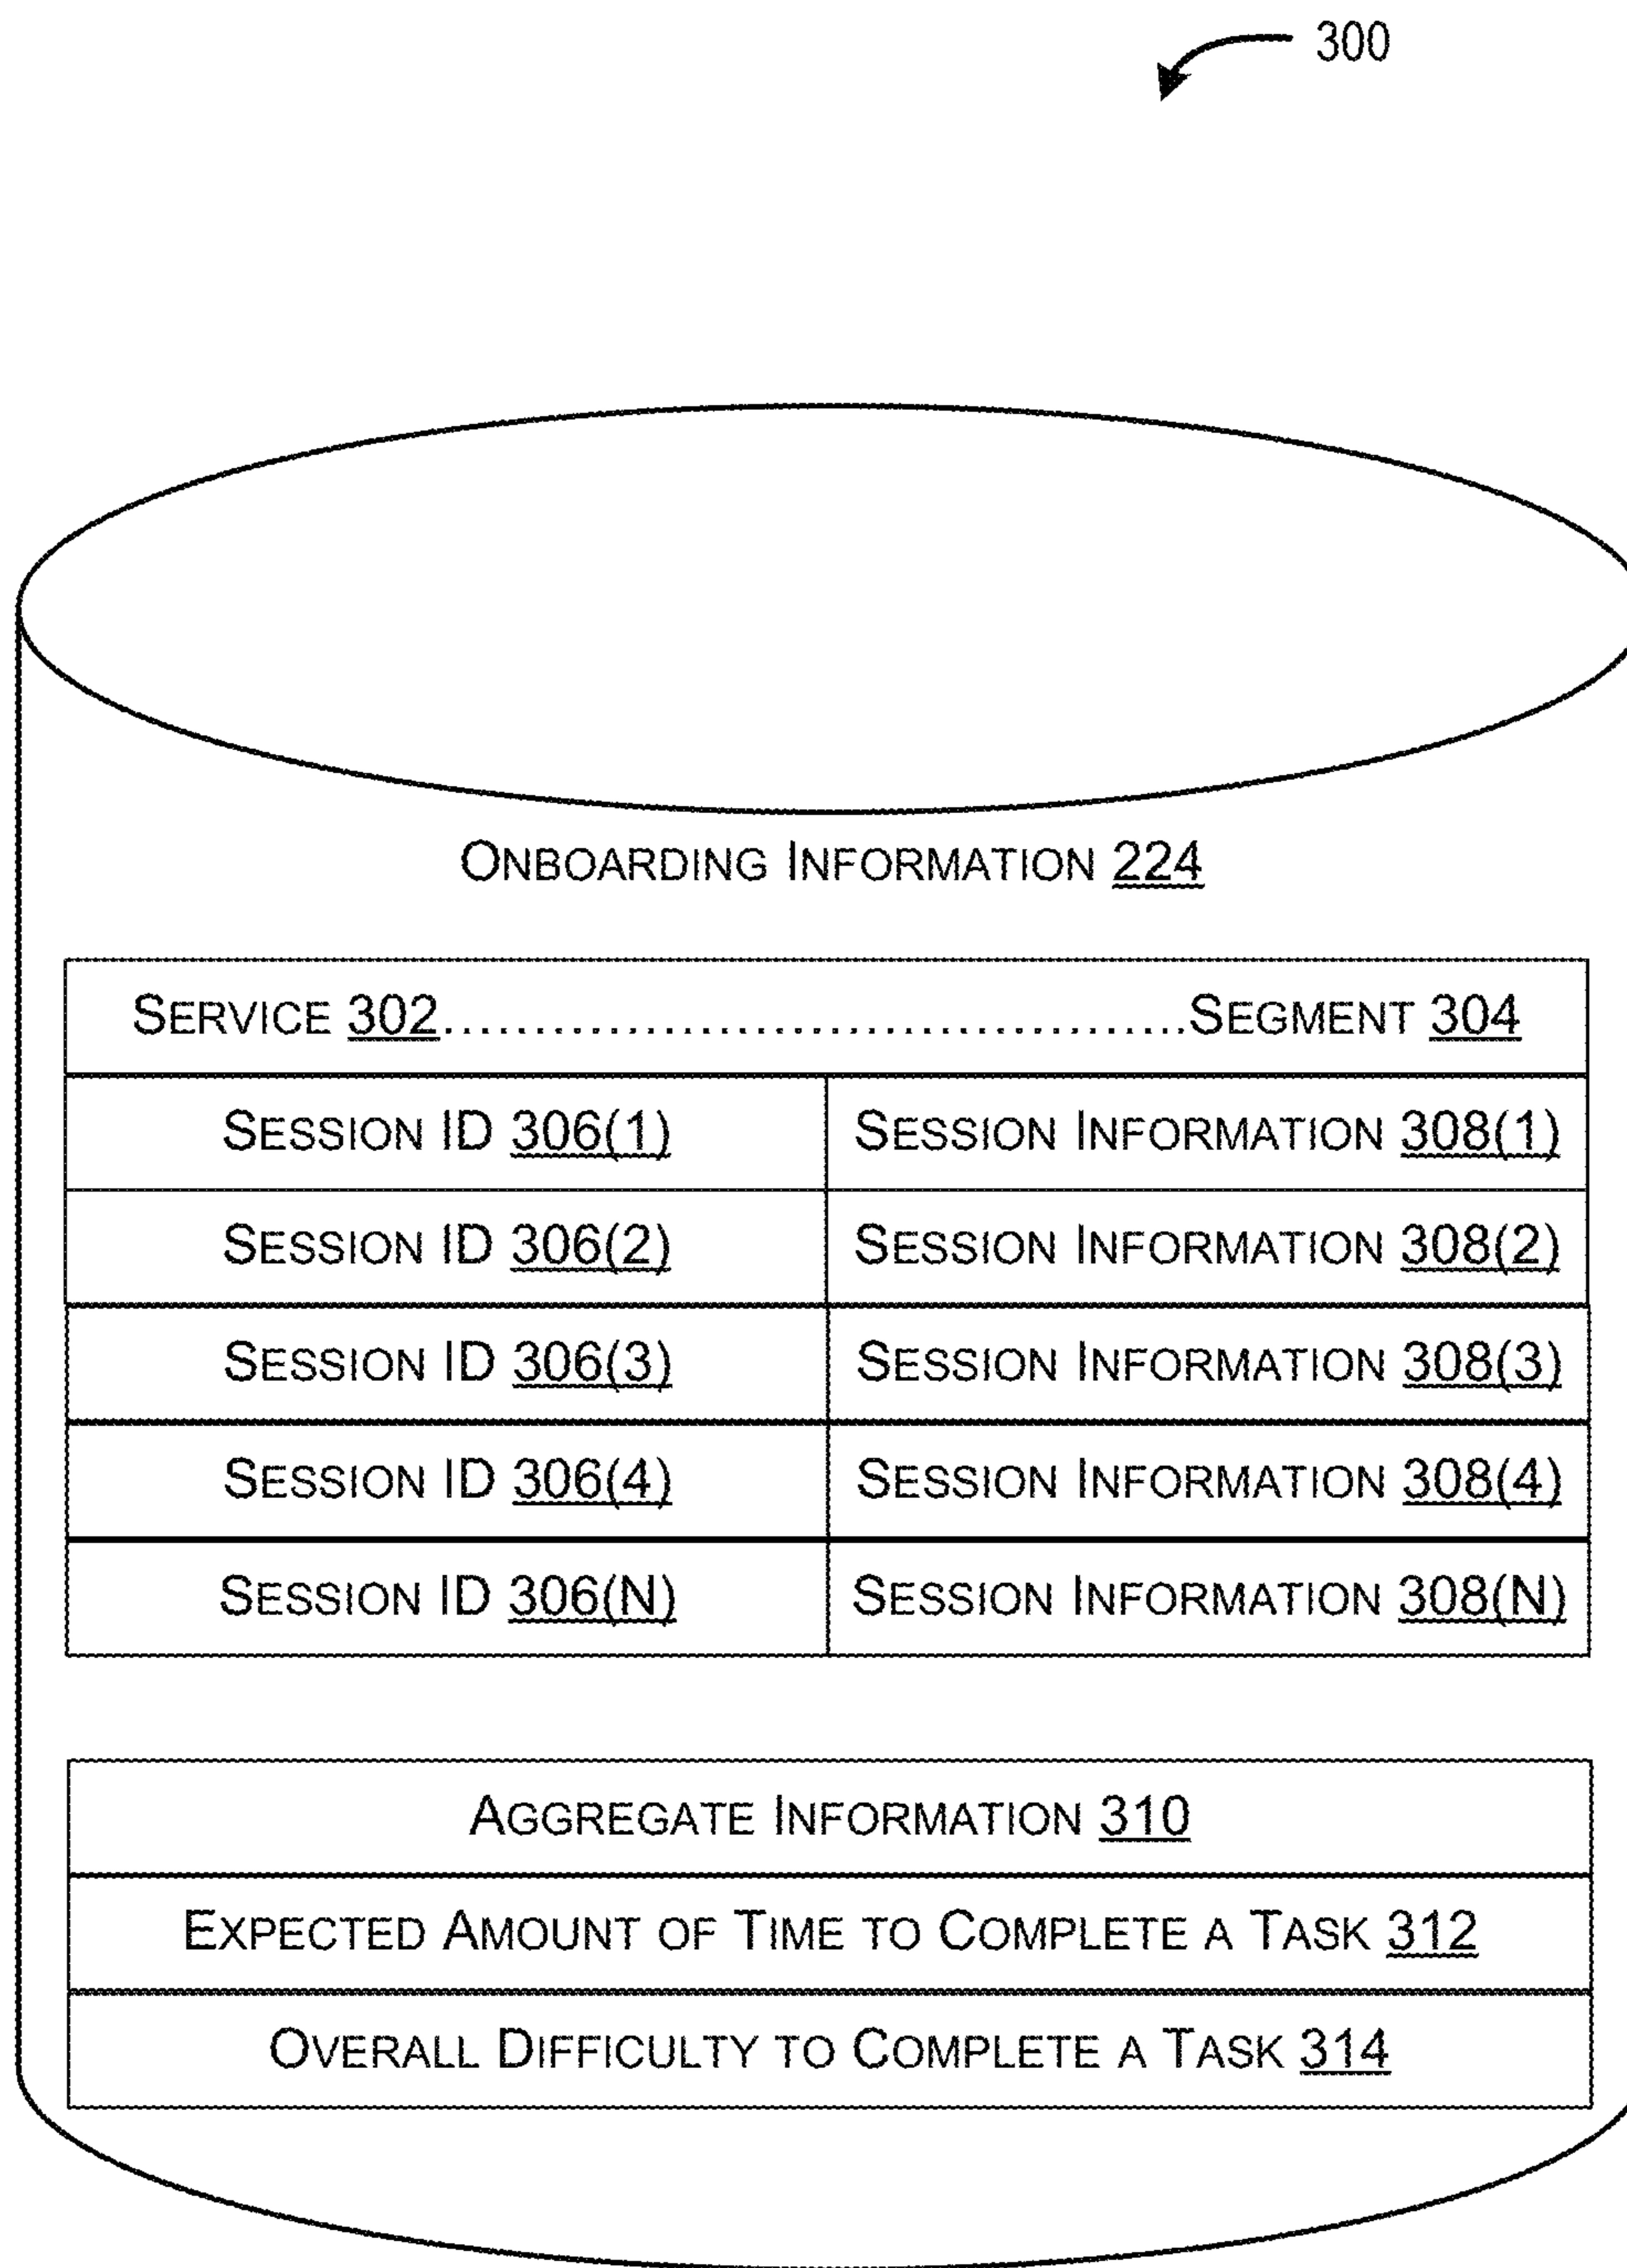 300
ONBOARDING INFORMATION 224
SERVICE 302.........................................SEGMENT 304
SESSION ID 306(1) SESSION INFORMATION 308(1)
SESSION ID 306(2) SESSION INFORMATION 308(2)
SESSION ID 306(3) SESSION INFORMATION 308(3)
SESSION ID 306(4) SESSION INFORMATION 308(4)
SESSION ID 306(N) SESSION INFORMATION 308(N)
AGGREGATE INFORMATION 310
EXPECTED AMOUNT OF TIME TO COMPLETE A TASK 312
OVERALL DIFFICULTY TO COMPLETE A TASK 314